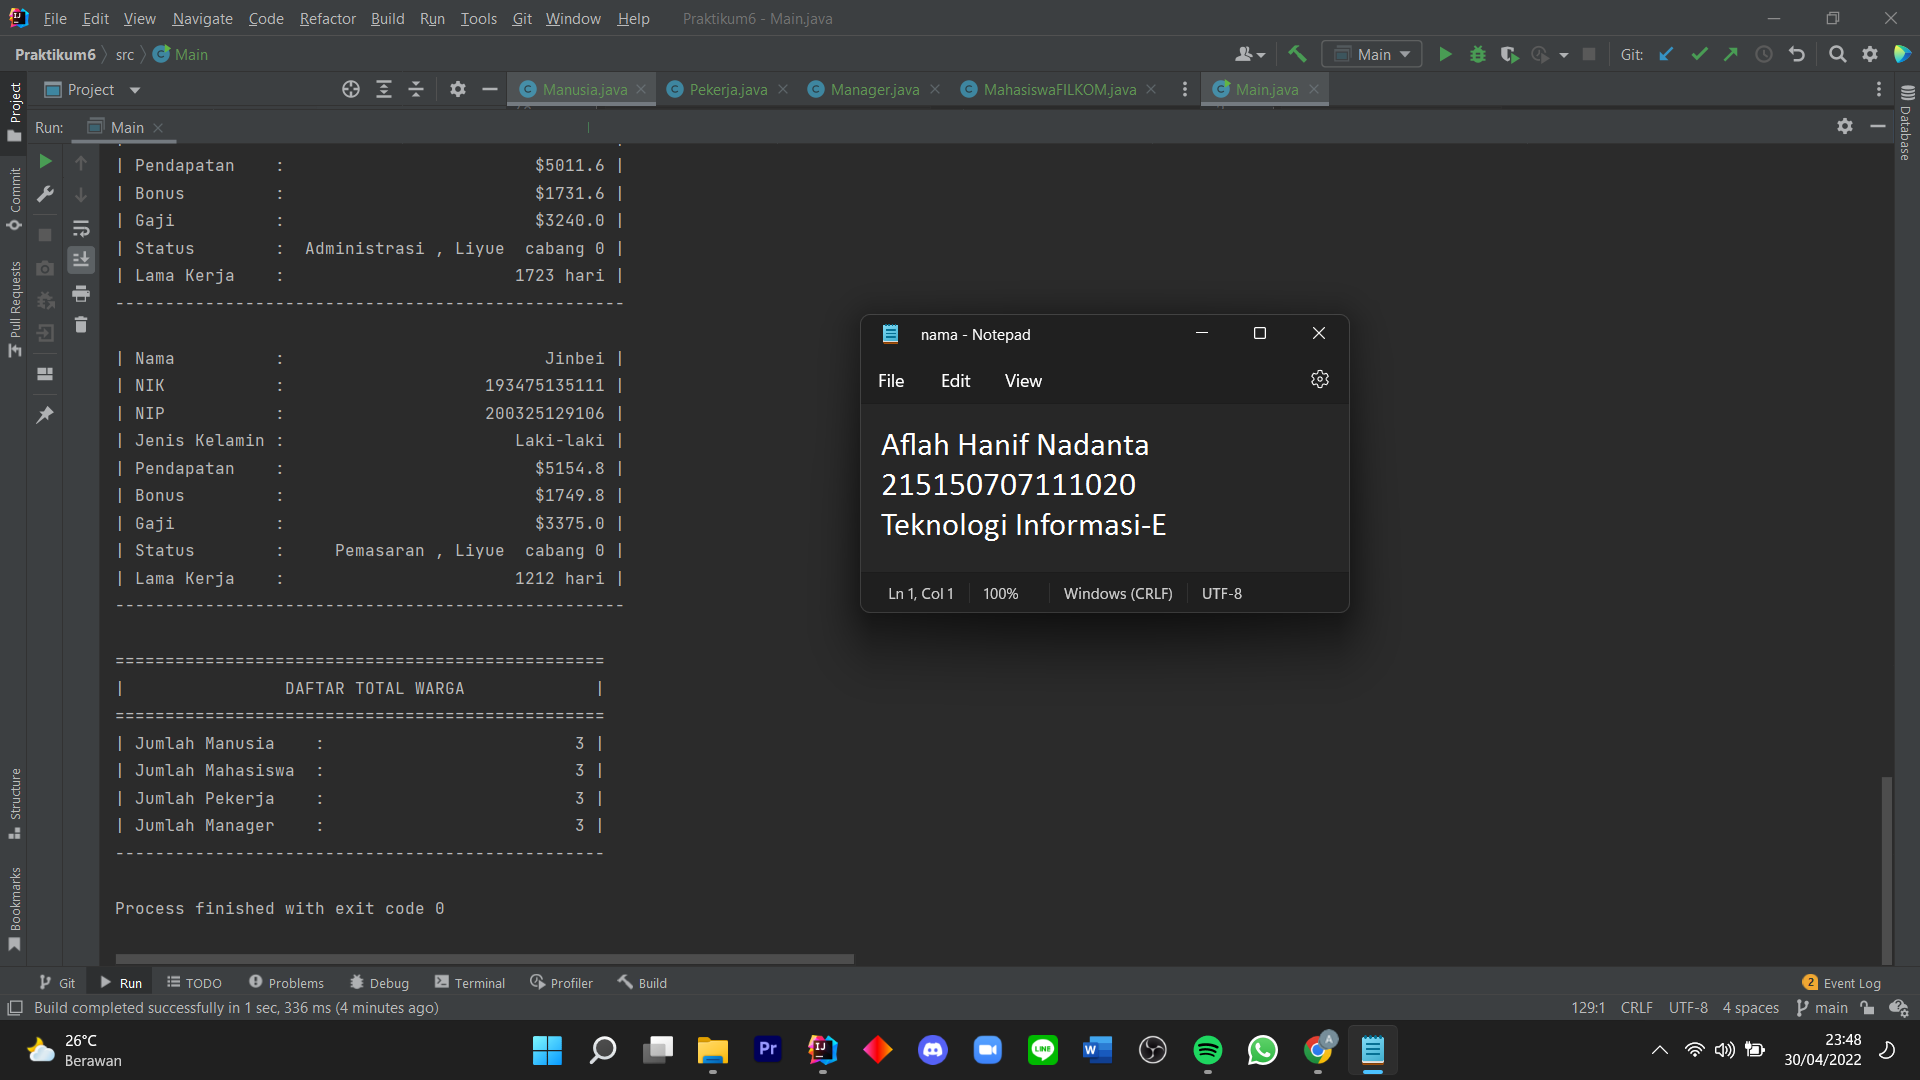 File Edit View Navigate Code Refactor Build Run Tools Git Window Help Praktikum6 - Main.java
Praktikum6 src Main Main Git:
Project Manusia.java Pekerja.java Manager.java MahasiswaFILKOM.java Main.java
Run: Main
Project
Commit
Pull Requests
Structure
Bookmarks
Database
| Pendapatan : $5011.6 |
| Bonus : $1731.6 |
| Gaji : $3240.0 |
| Status : Administrasi , Liyue cabang 0 |
| Lama Kerja : 1723 hari |
---------------------------------------------------
| Nama : Jinbei |
| NIK : 193475135111 |
| NIP : 200325129106 |
| Jenis Kelamin : Laki-laki |
| Pendapatan : $5154.8 |
| Bonus : $1749.8 |
| Gaji : $3375.0 |
| Status : Pemasaran , Liyue cabang 0 |
| Lama Kerja : 1212 hari |
---------------------------------------------------
=================================================
| DAFTAR TOTAL WARGA |
=================================================
| Jumlah Manusia : 3 |
| Jumlah Mahasiswa : 3 |
| Jumlah Pekerja : 3 |
| Jumlah Manager : 3 |
-------------------------------------------------
Process finished with exit code 0
nama - Notepad
File Edit View
Aflah Hanif Nadanta
215150707111020
Teknologi Informasi-E
Ln 1, Col 1 100% Windows (CRLF) UTF-8
Git Run TODO Problems Debug Terminal Profiler Build 2 Event Log
Build completed successfully in 1 sec, 336 ms (4 minutes ago) 129:1 CRLF UTF-8 4 spaces main
26°C
Berawan
Pr
IJ
LINE
W
A
23:48
30/04/2022